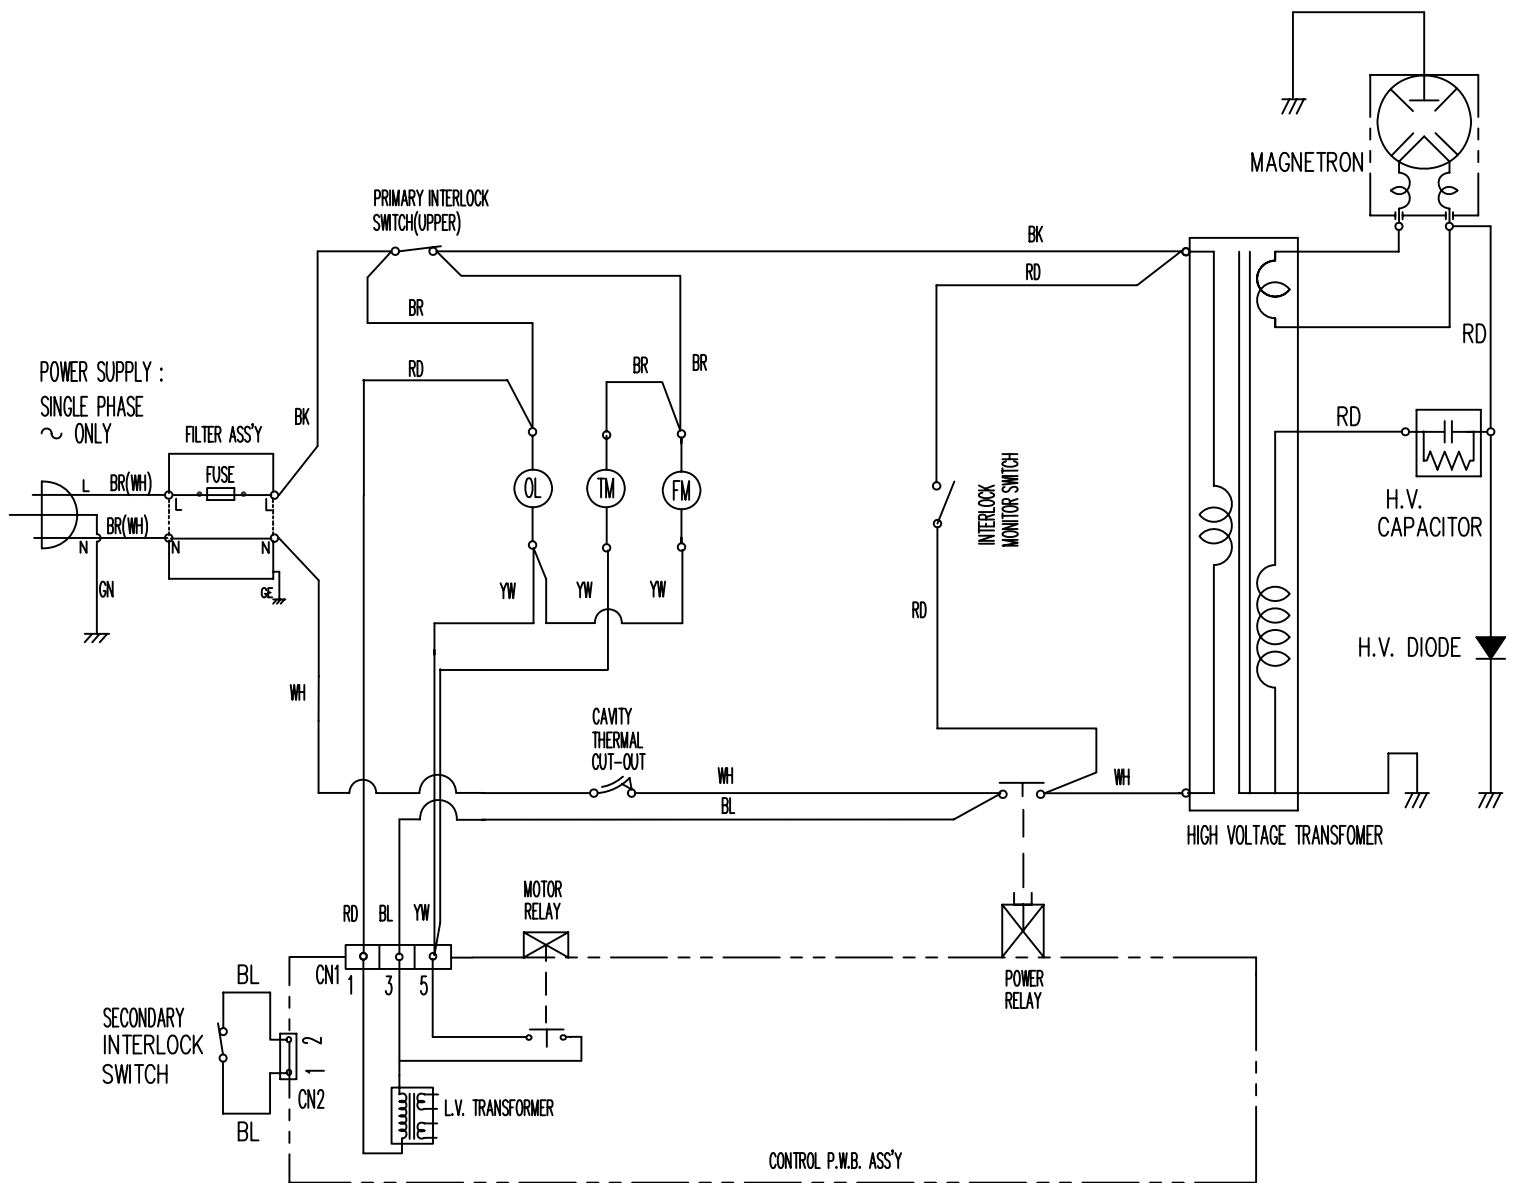 MAGNETRON
PRIMARY INTERLOCK
SWITCH(UPPER)
BK
RD
BR
RD
BR
BR
RD
RD
POWER SUPPLY :
SINGLE PHASE
～ ONLY
BK
FILTER ASS'Y
FUSE
L
BR(WH)
L
L
BR(WH)
N
N
N
GN
GE
OL
TM
FM
INTERLOCK
MONITOR SWITCH
H.V.
CAPACITOR
YW
YW
YW
RD
H.V. DIODE
WH
CAVITY
THERMAL
CUT-OUT
WH
WH
BL
HIGH VOLTAGE TRANSFOMER
MOTOR
RELAY
RD
BL
YW
CN1
1
3
5
POWER
RELAY
BL
SECONDARY
INTERLOCK
SWITCH
2
1
CN2
BL
L.V. TRANSFORMER
CONTROL P.W.B. ASS'Y